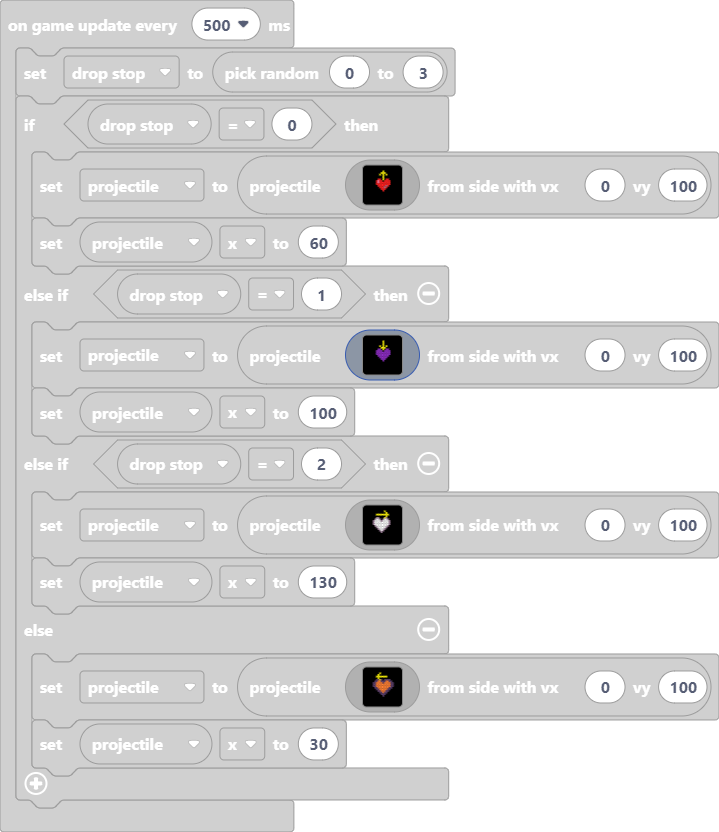 on game update every 500 ms
set drop stop to pick random 0 to 3
if drop stop = 0 then
set projectile to projectile from side with vx 0 vy 100
set projectile x to 60
else if drop stop = 1 then
set projectile to projectile from side with vx 0 vy 100
set projectile x to 100
else if drop stop = 2 then
set projectile to projectile from side with vx 0 vy 100
set projectile x to 130
else
set projectile to projectile from side with vx 0 vy 100
set projectile x to 30